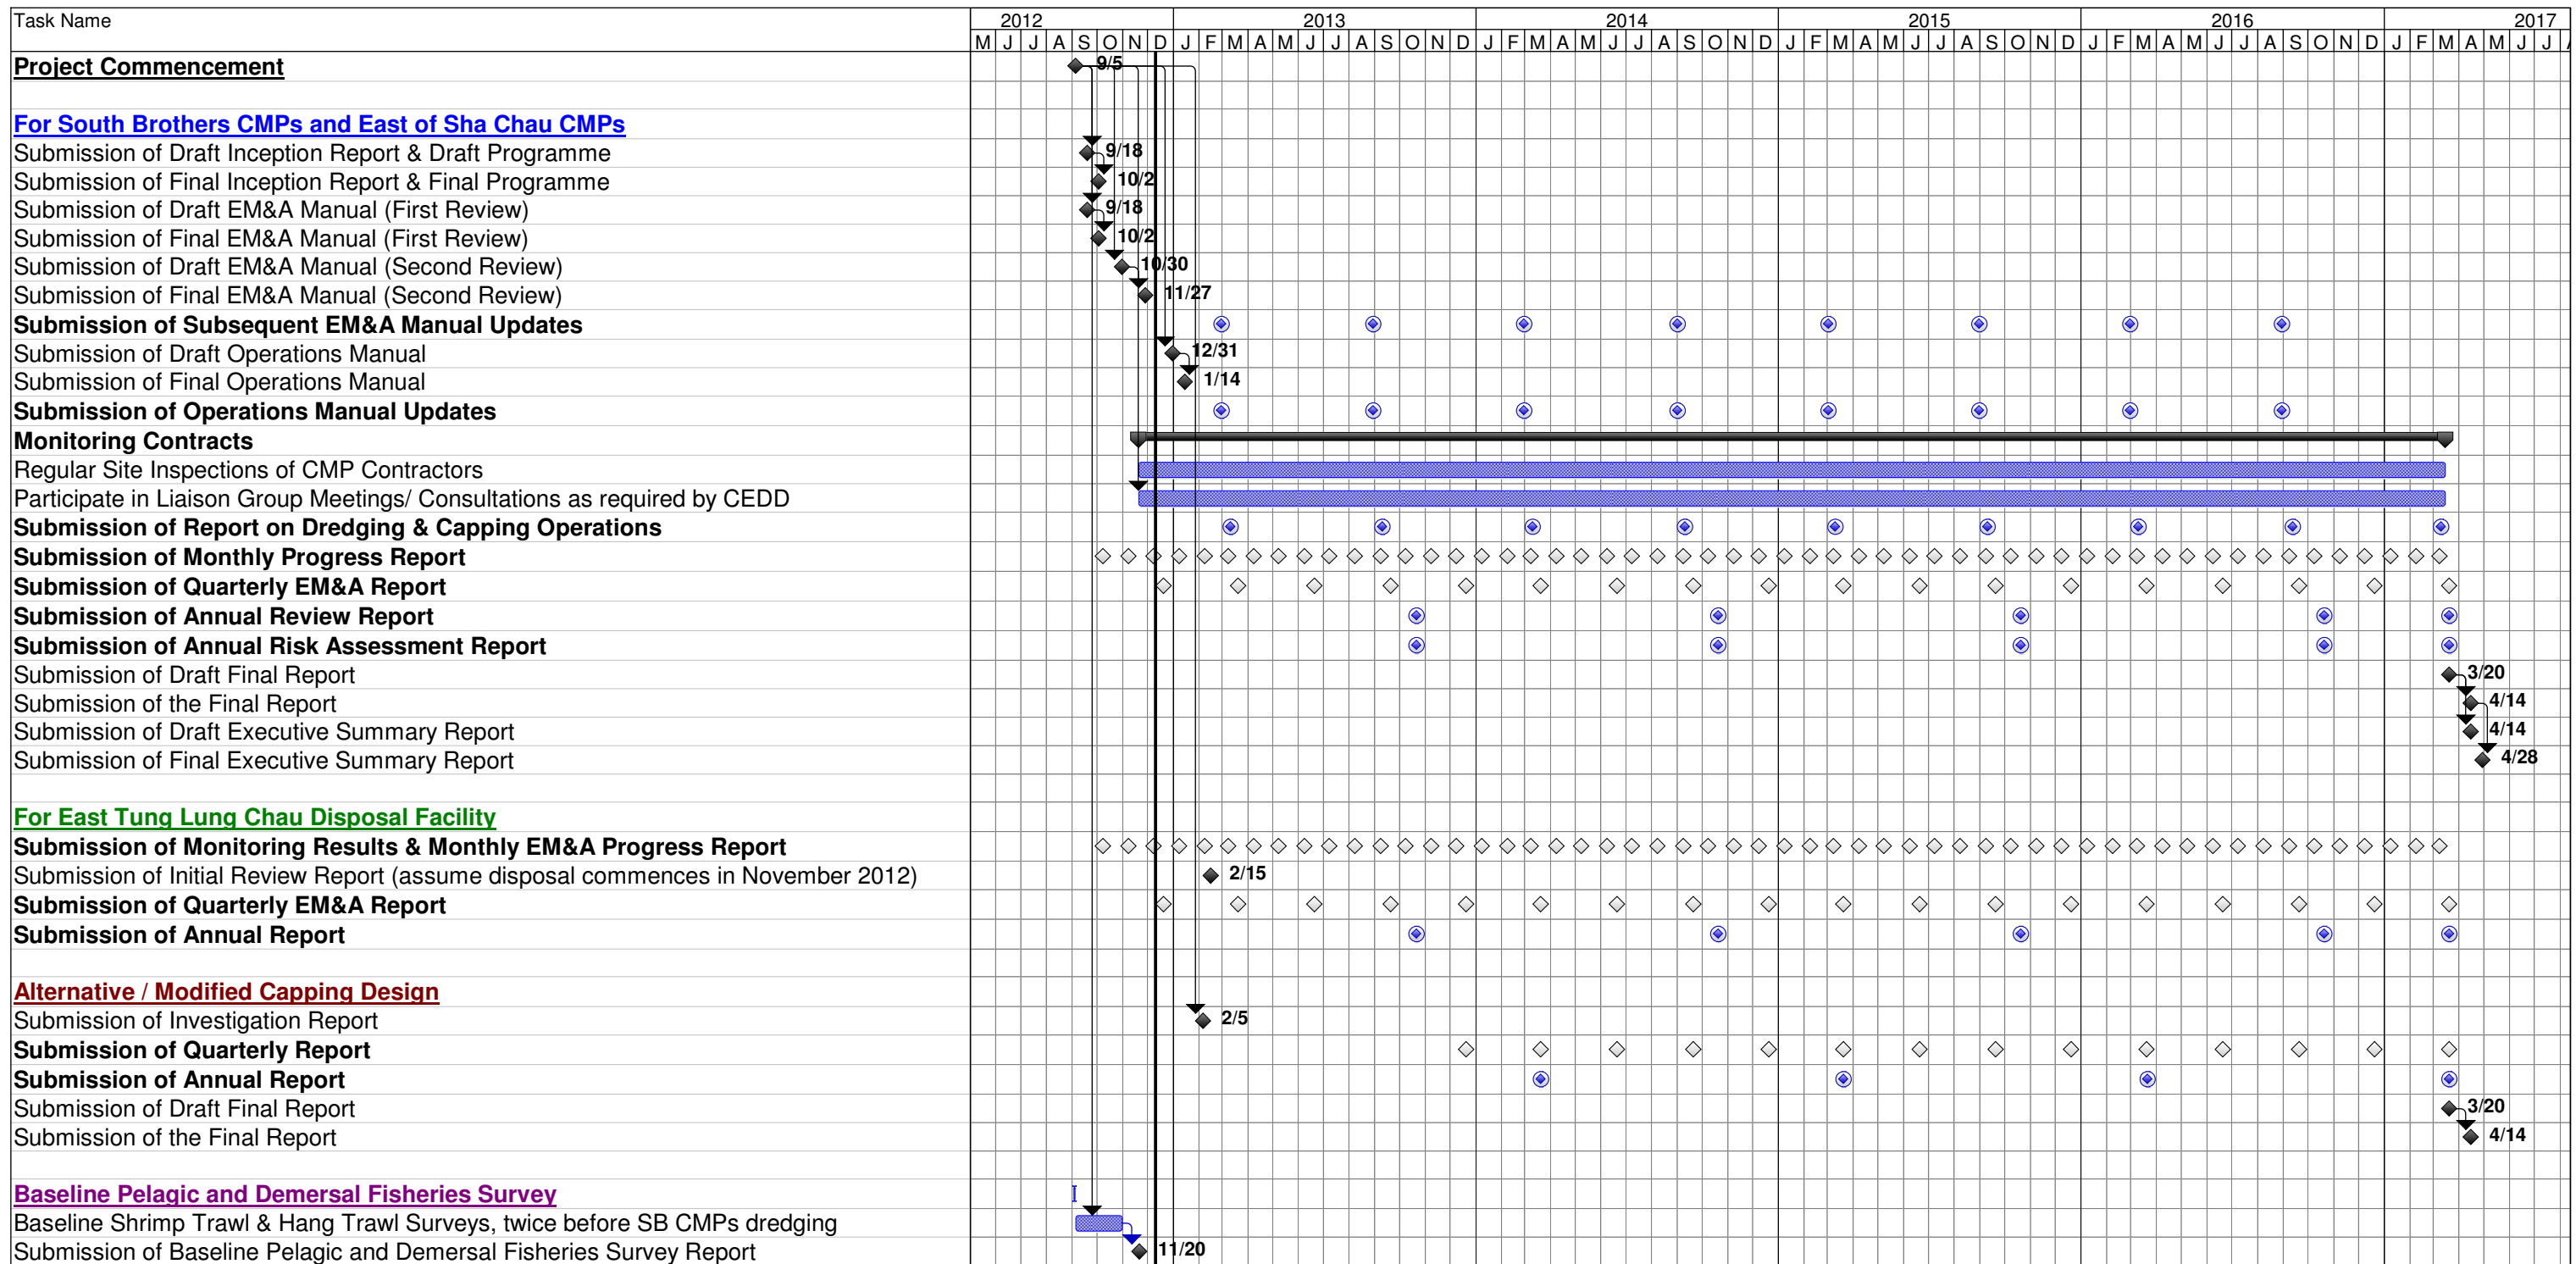 Task Name 2012 2013 2014 2015 2016 2017
M J J A S O N D J F M A M J J A S O N D J F M A M J J A S O N D J F M A M J J A S O N D J F M A M J J A S O N D J F M A M J J
Project Commencement 9/5
For South Brothers CMPs and East of Sha Chau CMPs
Submission of Draft Inception Report & Draft Programme 9/18
Submission of Final Inception Report & Final Programme 10/2
Submission of Draft EM&A Manual (First Review) 9/18
Submission of Final EM&A Manual (First Review) 10/2
Submission of Draft EM&A Manual (Second Review) 10/30
Submission of Final EM&A Manual (Second Review) 11/27
Submission of Subsequent EM&A Manual Updates
Submission of Draft Operations Manual 12/31
Submission of Final Operations Manual 1/14
Submission of Operations Manual Updates
Monitoring Contracts
Regular Site Inspections of CMP Contractors
Participate in Liaison Group Meetings/ Consultations as required by CEDD
Submission of Report on Dredging & Capping Operations
Submission of Monthly Progress Report
Submission of Quarterly EM&A Report
Submission of Annual Review Report
Submission of Annual Risk Assessment Report
Submission of Draft Final Report 3/20
Submission of the Final Report 4/14
Submission of Draft Executive Summary Report 4/14
Submission of Final Executive Summary Report 4/28
For East Tung Lung Chau Disposal Facility
Submission of Monitoring Results & Monthly EM&A Progress Report
Submission of Initial Review Report (assume disposal commences in November 2012) 2/15
Submission of Quarterly EM&A Report
Submission of Annual Report
Alternative / Modified Capping Design
Submission of Investigation Report 2/5
Submission of Quarterly Report
Submission of Annual Report
Submission of Draft Final Report 3/20
Submission of the Final Report 4/14
Baseline Pelagic and Demersal Fisheries Survey
Baseline Shrimp Trawl & Hang Trawl Surveys, twice before SB CMPs dredging
Submission of Baseline Pelagic and Demersal Fisheries Survey Report 11/20